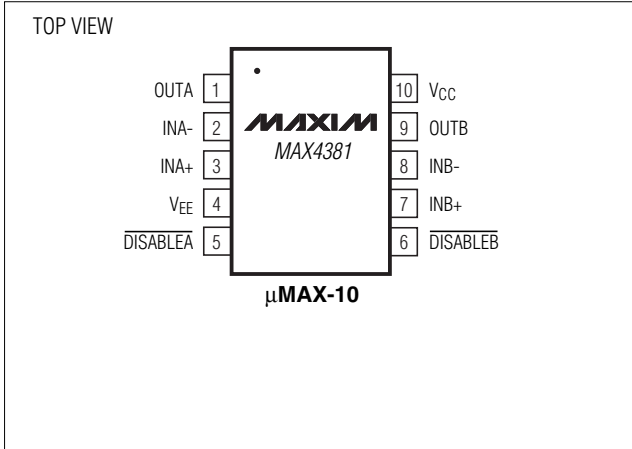 TOP VIEW
OUTA 1
INA- 2
INA+ 3
VEE 4
DISABLEA 5
MAXIM
MAX4381
10 VCC
9 OUTB
8 INB-
7 INB+
6 DISABLEB
μMAX-10